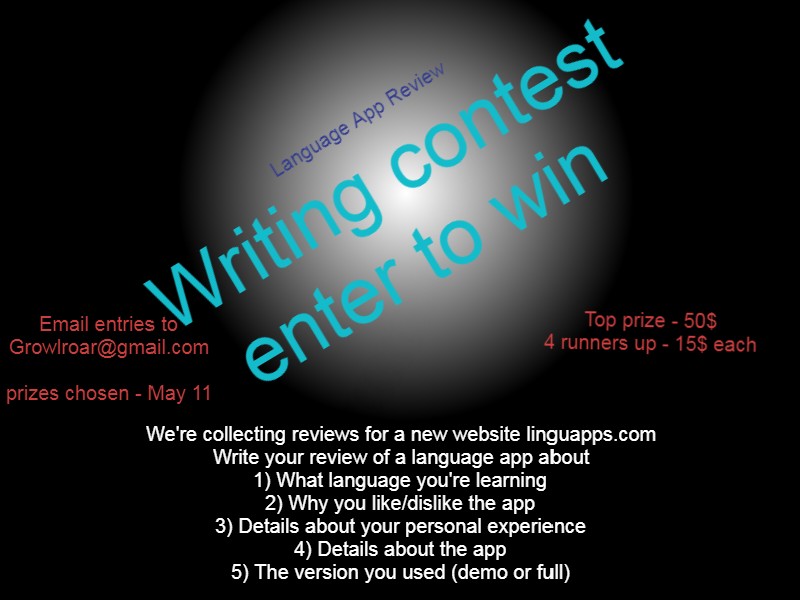 Language App Review
Writing contest
enter to win
Email entries to
Growlroar@gmail.com
prizes chosen - May 11
Top prize - 50$
4 runners up - 15$ each
We're collecting reviews for a new website linguapps.com
Write your review of a language app about
1) What language you're learning
2) Why you like/dislike the app
3) Details about your personal experience
4) Details about the app
5) The version you used (demo or full)